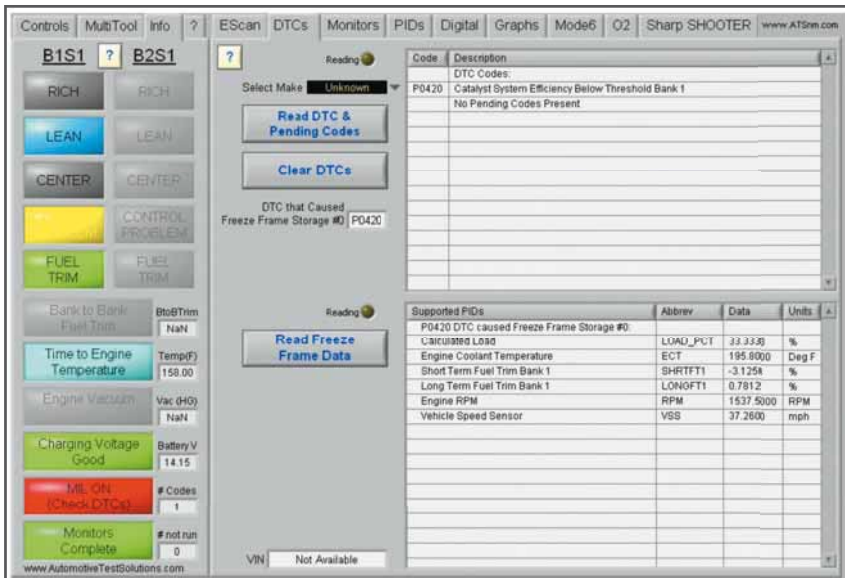 Controls MultiTool Info ? EScan DTCs Monitors PIDs Digital Graphs Mode6 O2 Sharp SHOOTER www.ATSnm.com
B1S1 ? B2S1
RICH RICH
LEAN LEAN
CENTER CENTER
CONTROL PROBLEM
FUEL TRIM FUEL TRIM
Bank to Bank Fuel Trim BtoBTrim NaN
Time to Engine Temperature Temp(F) 158.00
Engine Vacuum Vac (HG) NaN
Charging Voltage Good Battery V 14.15
MIL ON (Check DTCs) # Codes 1
Monitors Complete # not run 0
www.AutomotiveTestSolutions.com
? Reading
Select Make Unknown
Read DTC & Pending Codes
Clear DTCs
DTC that Caused
Freeze Frame Storage #0 P0420
Reading
Read Freeze Frame Data
VIN Not Available
Code Description
DTC Codes:
P0420 Catalyst System Efficiency Below Threshold Bank 1
No Pending Codes Present
Supported PIDs Abbrev Data Units
P0420 DTC caused Freeze Frame Storage #0:
Calculated Load LOAD_PCT 33.333 %
Engine Coolant Temperature ECT 195.8000 Deg F
Short Term Fuel Trim Bank 1 SHRTFT1 -3.125 %
Long Term Fuel Trim Bank 1 LONGFT1 0.7812 %
Engine RPM RPM 1537.5000 RPM
Vehicle Speed Sensor VSS 37.2600 mph